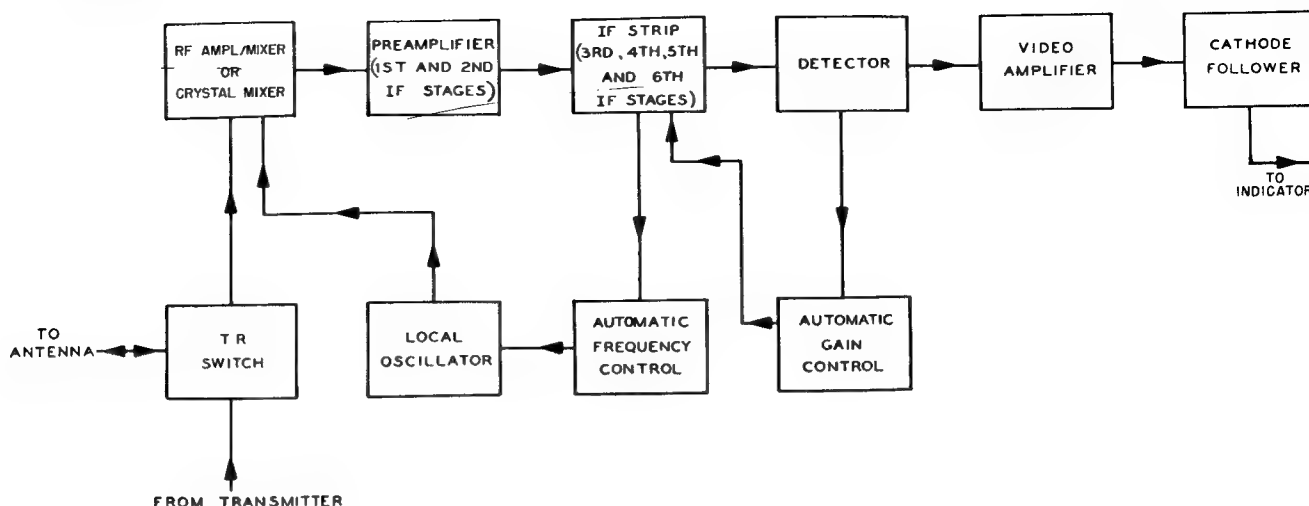 RF AMPL/MIXER
OR
CRYSTAL MIXER
PREAMPLIFIER
(1ST AND 2ND
IF STAGES)
IF STRIP
(3RD, 4TH, 5TH
AND 6TH
IF STAGES)
DETECTOR
VIDEO
AMPLIFIER
CATHODE
FOLLOWER
TO
INDICATOR
TO
ANTENNA
T R
SWITCH
LOCAL
OSCILLATOR
AUTOMATIC
FREQUENCY
CONTROL
AUTOMATIC
GAIN
CONTROL
FROM TRANSMITTER